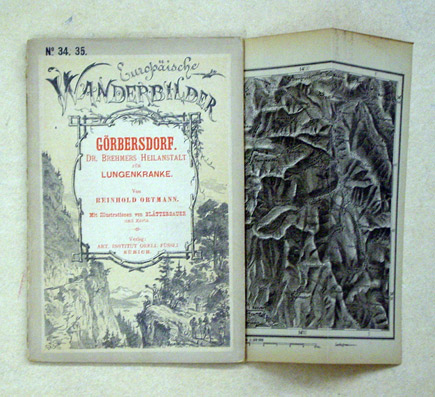 No. 34. 35.
Europäische
WANDERBILDER
GÖRBERSDORF.
DR. BREHMERS HEILANSTALT
FÜR
LUNGENKRANKE.
Von
REINHOLD ORTMANN.
Mit Illustrationen von BLÄTTERBAUER
und Karte
Verlag:
ART. INSTITUT ORELL FÜSSLI
ZÜRICH